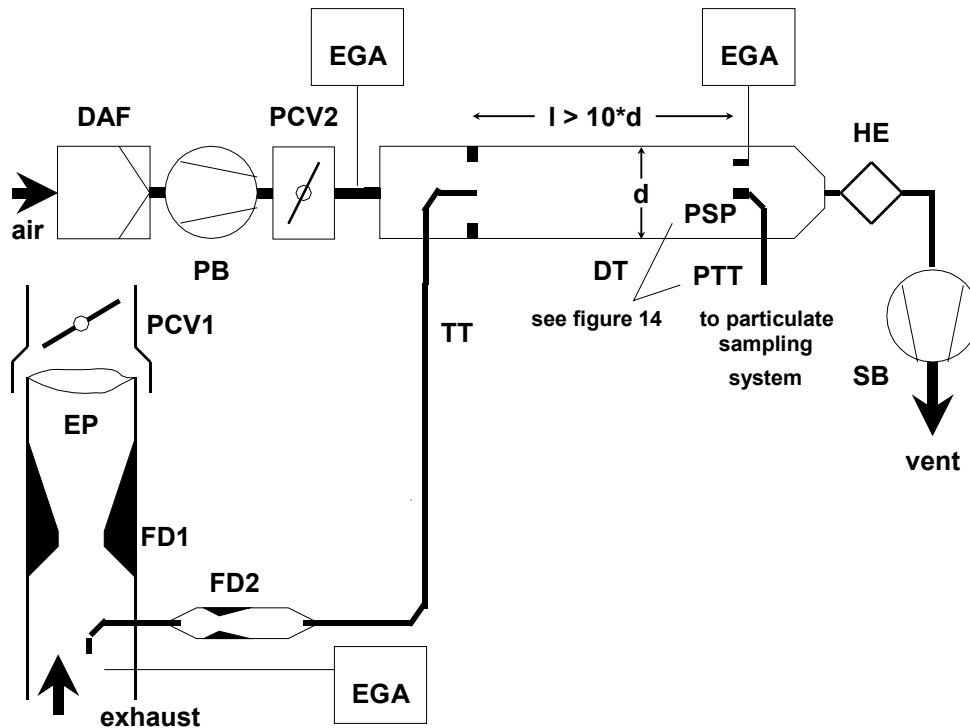 EGA
EGA
DAF
PCV2
l > 10*d
HE
air
d
PSP
PB
DT
PTT
PCV1
see figure 14
to particulate
sampling
system
TT
SB
EP
vent
FD1
FD2
EGA
exhaust